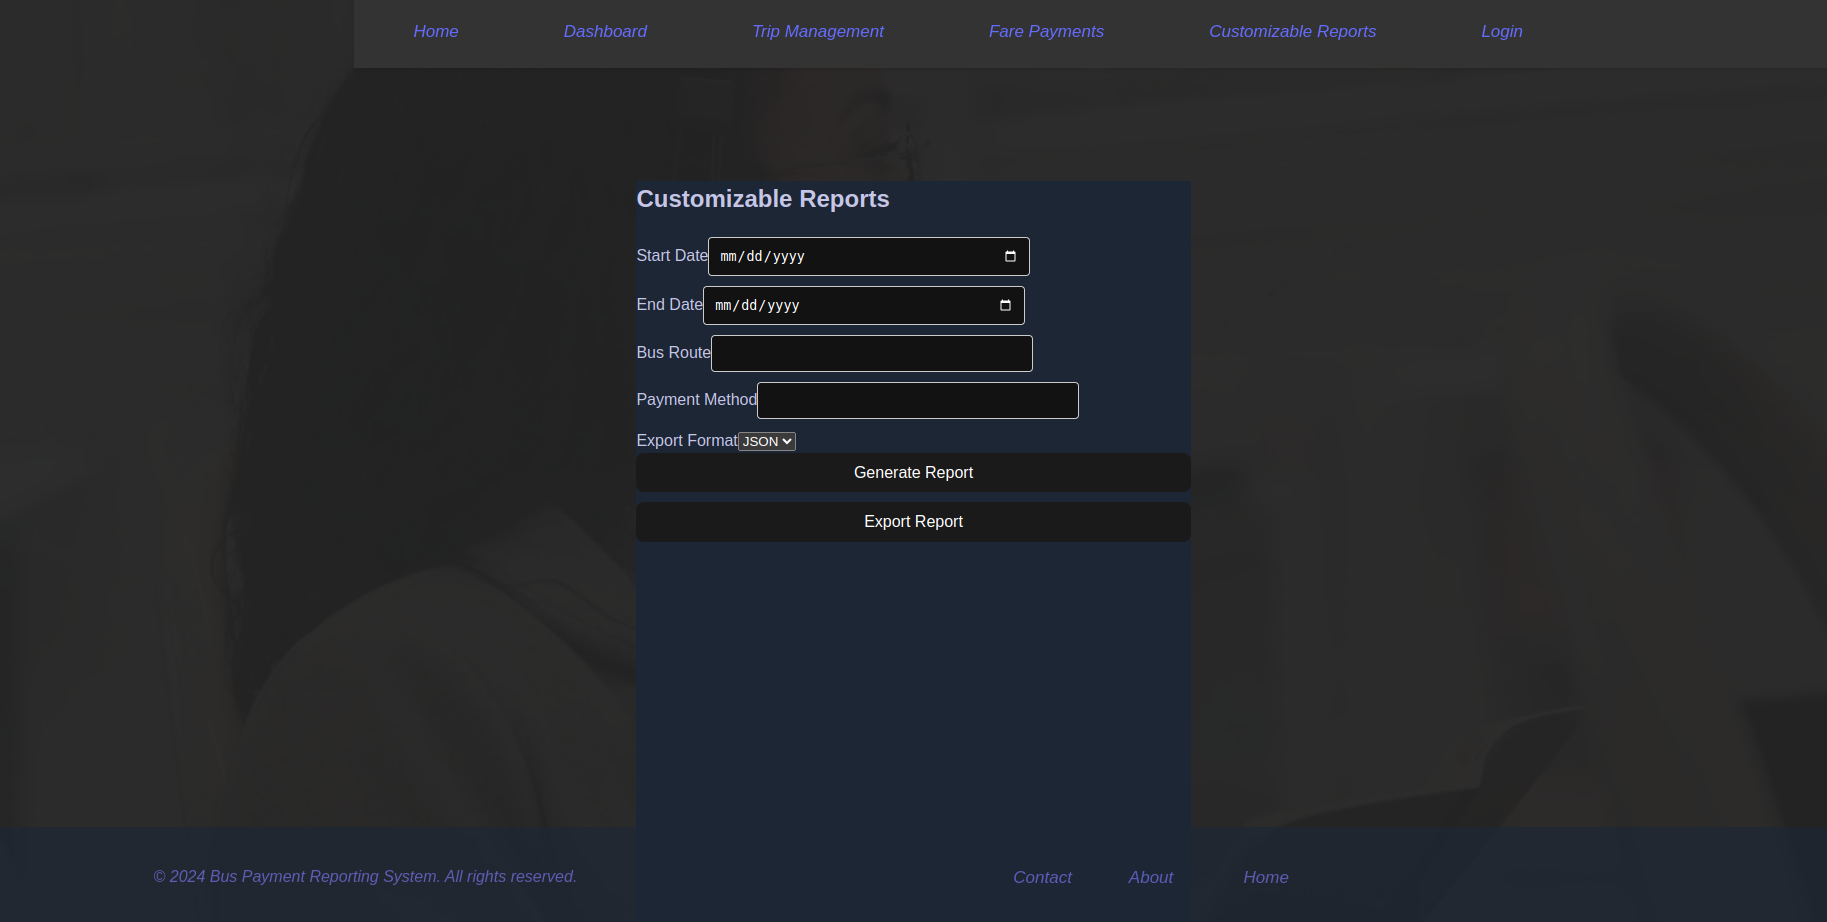 Home Dashboard Trip Management Fare Payments Customizable Reports Login
Customizable Reports
Start Date mm/dd/yyyy
End Date mm/dd/yyyy
Bus Route
Payment Method
Export Format JSON
Generate Report
Export Report
© 2024 Bus Payment Reporting System. All rights reserved. Contact About Home